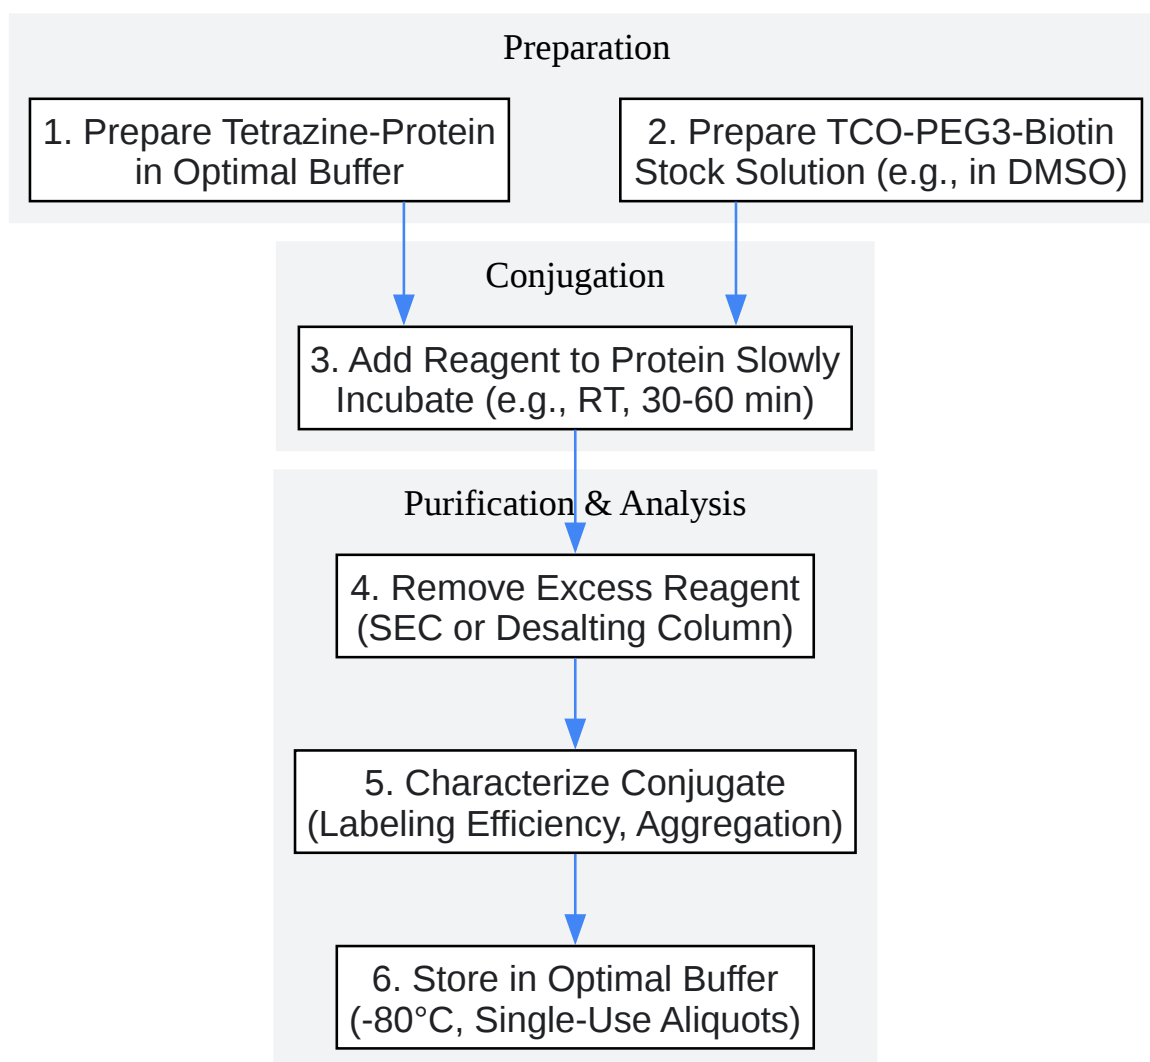 Preparation
1. Prepare Tetrazine-Protein
in Optimal Buffer
2. Prepare TCO-PEG3-Biotin
Stock Solution (e.g., in DMSO)
Conjugation
3. Add Reagent to Protein Slowly
Incubate (e.g., RT, 30-60 min)
Purification & Analysis
4. Remove Excess Reagent
(SEC or Desalting Column)
5. Characterize Conjugate
(Labeling Efficiency, Aggregation)
6. Store in Optimal Buffer
(-80°C, Single-Use Aliquots)